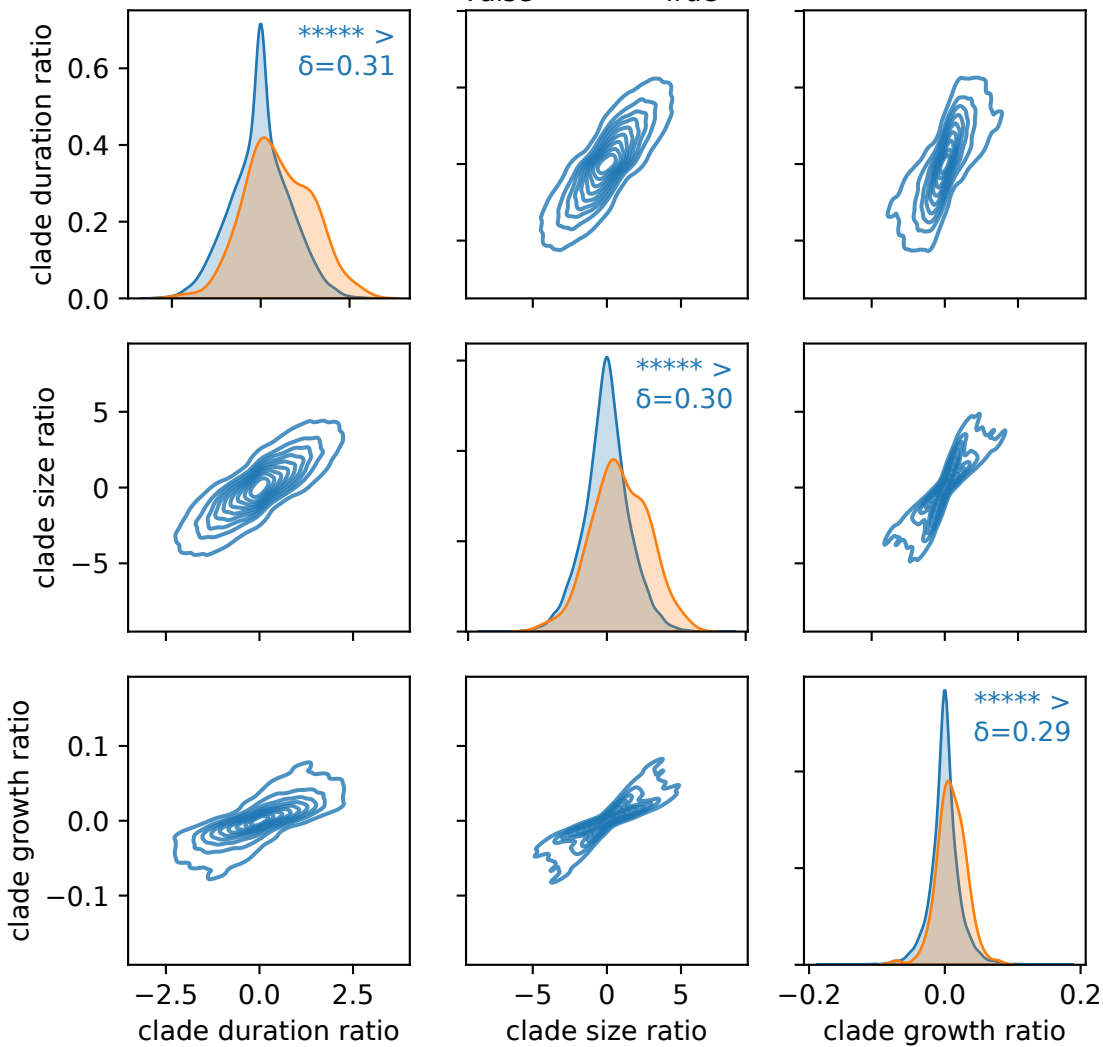 False True
clade duration ratio
0.6
0.4
0.2
0.0
***** >
δ=0.31
clade size ratio
5
0
−5
***** >
δ=0.30
clade growth ratio
0.1
0.0
−0.1
***** >
δ=0.29
−2.5 0.0 2.5
clade duration ratio
−5 0 5
clade size ratio
−0.2 0.0 0.2
clade growth ratio